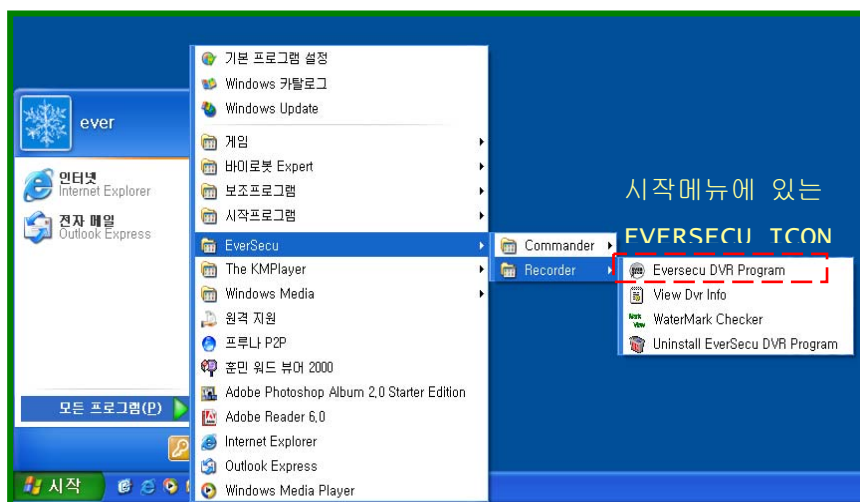 ever
인터넷
Internet Explorer
전자 메일
Outlook Express
모든 프로그램(P)
시작
기본 프로그램 설정
Windows 카탈로그
Windows Update
게임
바이로봇 Expert
보조프로그램
시작프로그램
EverSecu
The KMPlayer
Windows Media
원격 지원
프루나 P2P
훈민 워드 뷰어 2000
Adobe Photoshop Album 2.0 Starter Edition
Adobe Reader 6.0
Internet Explorer
Outlook Express
Windows Media Player
Commander
Recorder
시작메뉴에 있는
EVERSECU ICON
Eversecu DVR Program
View Dvr Info
WaterMark Checker
Uninstall EverSecu DVR Program